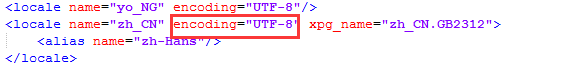 <locale name="yo_NG" encoding="UTF-8"/>
<locale name="zh_CN" encoding="UTF-8" xpg_name="zh_CN.GB2312">
<alias name="zh-Hans"/>
</locale>